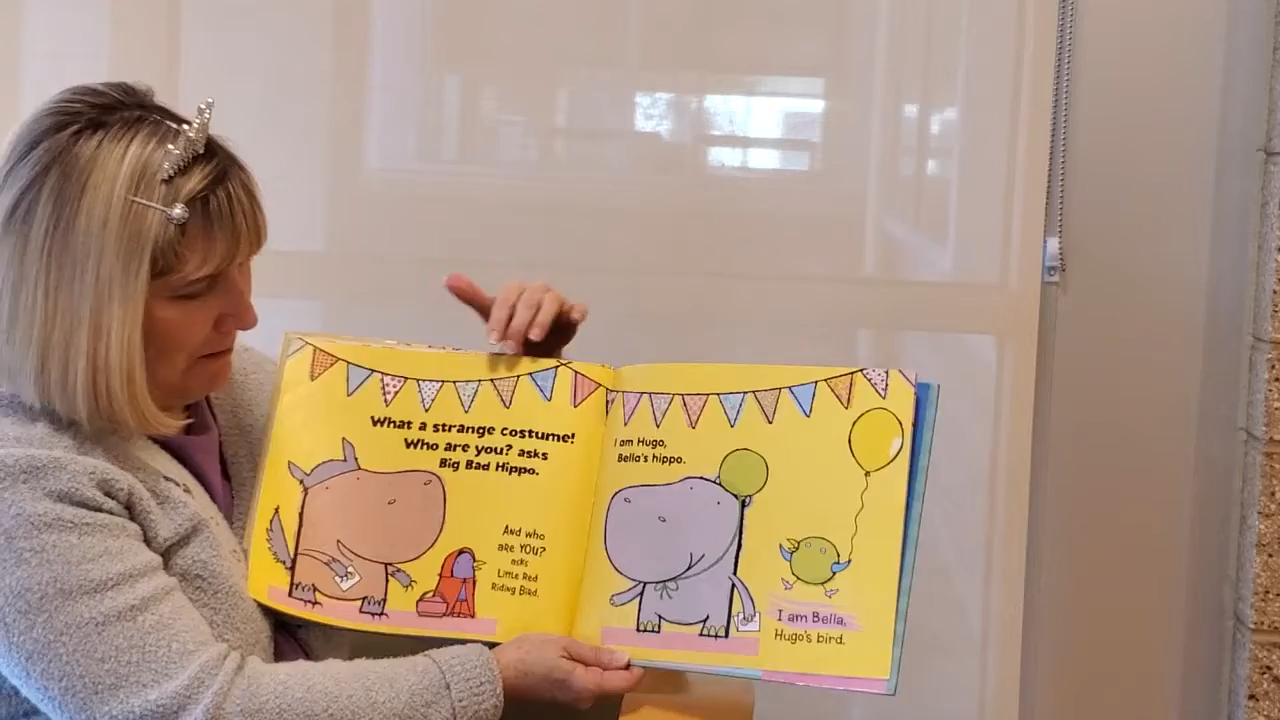 What a strange costume!
Who are you? asks
Big Bad Hippo.
And who
are YOU?
asks
Little Red
Riding Bird.
I am Hugo,
Bella's hippo.
I am Bella,
Hugo's bird.